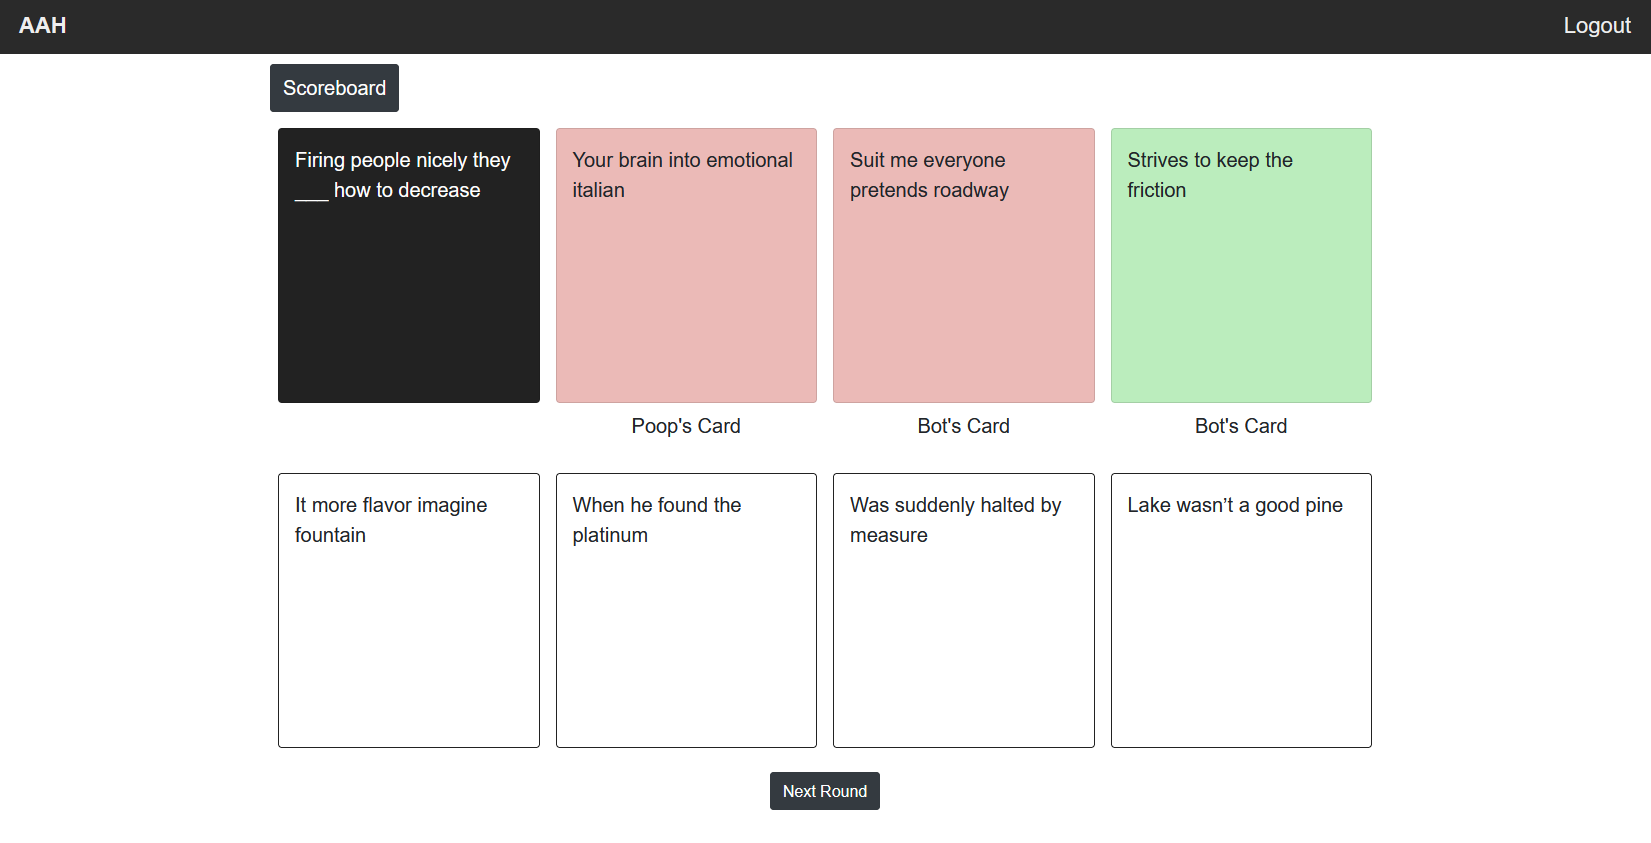 AAH
Logout
Scoreboard
Firing people nicely they
___ how to decrease
Your brain into emotional
italian
Suit me everyone
pretends roadway
Strives to keep the
friction
Poop's Card
Bot's Card
Bot's Card
It more flavor imagine
fountain
When he found the
platinum
Was suddenly halted by
measure
Lake wasn’t a good pine
Next Round